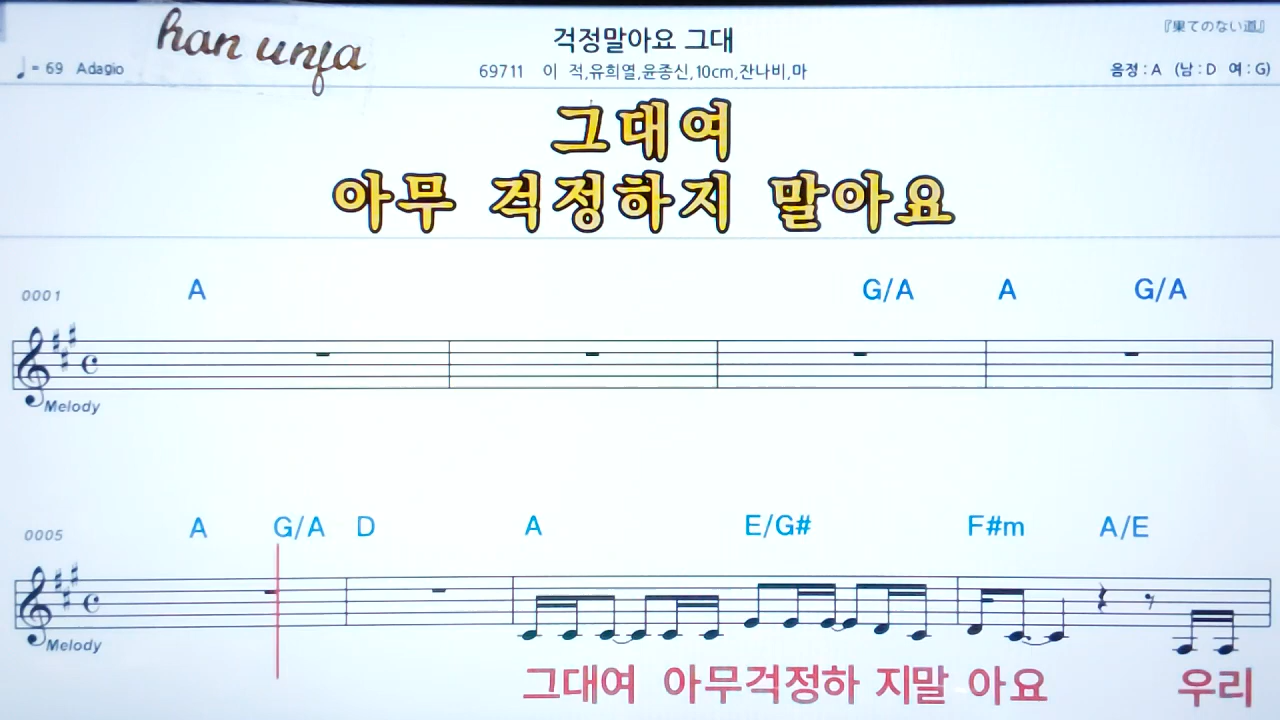 han unfa
걱정말아요 그대
『果てのない道』
♩= 69 Adagio
69711 이 적,유희열,윤종신,10cm,잔나비,마
음정 : A (남 : D 여 : G)
그대여
아무 걱정하지 말아요
0001 A G/A A G/A
Melody
0005 A G/A D A E/G# F#m A/E
Melody
그대여 아무걱정하 지말 아요 우리